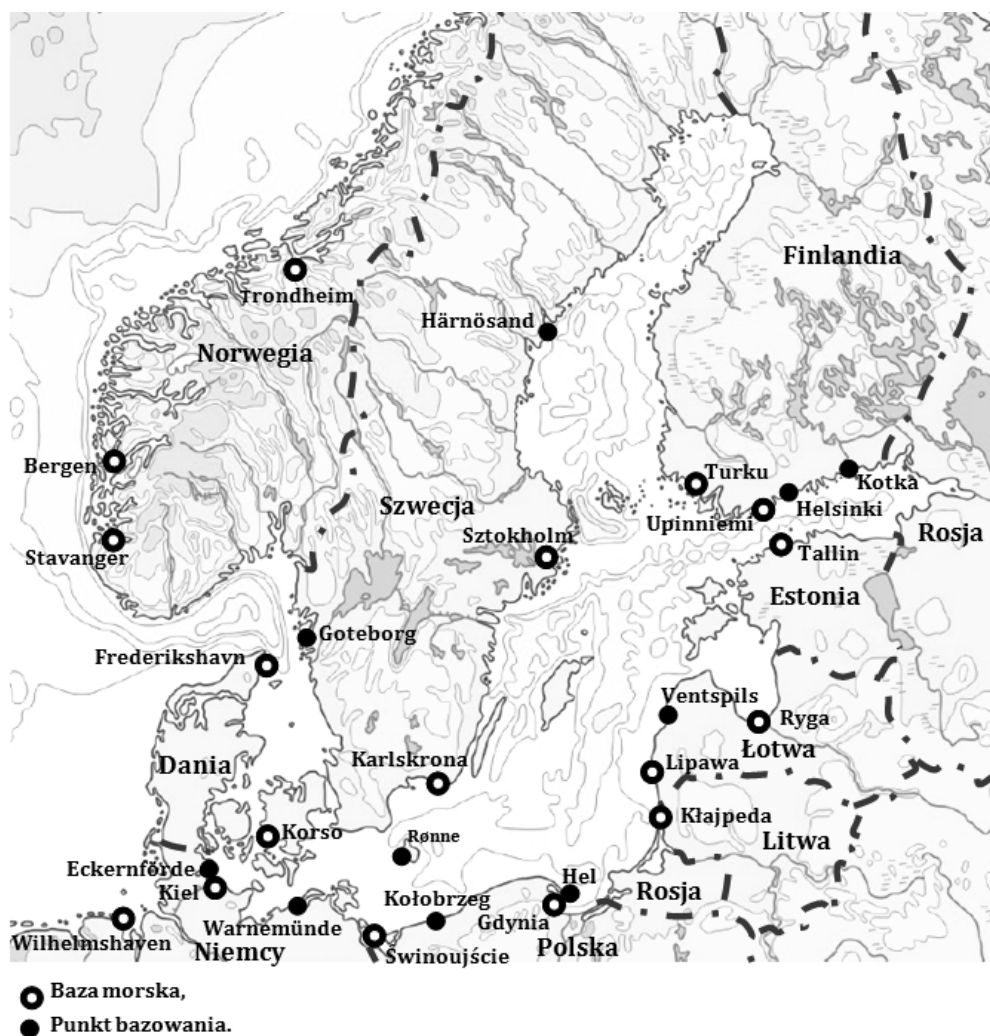 Finlandia
Trondheim
Härnösand
Norwegia
Bergen
Turku
Kotka
Szwecja
Upinniemi
Helsinki
Sztokholm
Rosja
Stavanger
Tallin
Estonia
Goteborg
Frederikshavn
Ventspils
Ryga
Łotwa
Dania
Karlskrona
Lipawa
Kłajpeda
Korso
Rønne
Litwa
Eckernförde
Kiel
Kołobrzeg
Hel
Rosja
Warnemünde
Gdynia
Wilhelmshaven
Niemcy
Świnoujście
Polska
Baza morska,
Punkt bazowania.